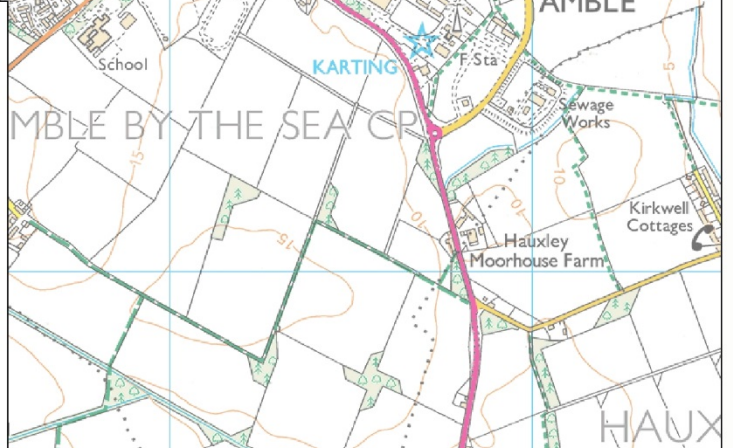 AMBLE
School
KARTING
F Sta
MBLE BY THE SEA CP
Sewage
Works
15
10
10
10
15
Kirkwell
Cottages
Hauxley
Moorhouse Farm
HAUX